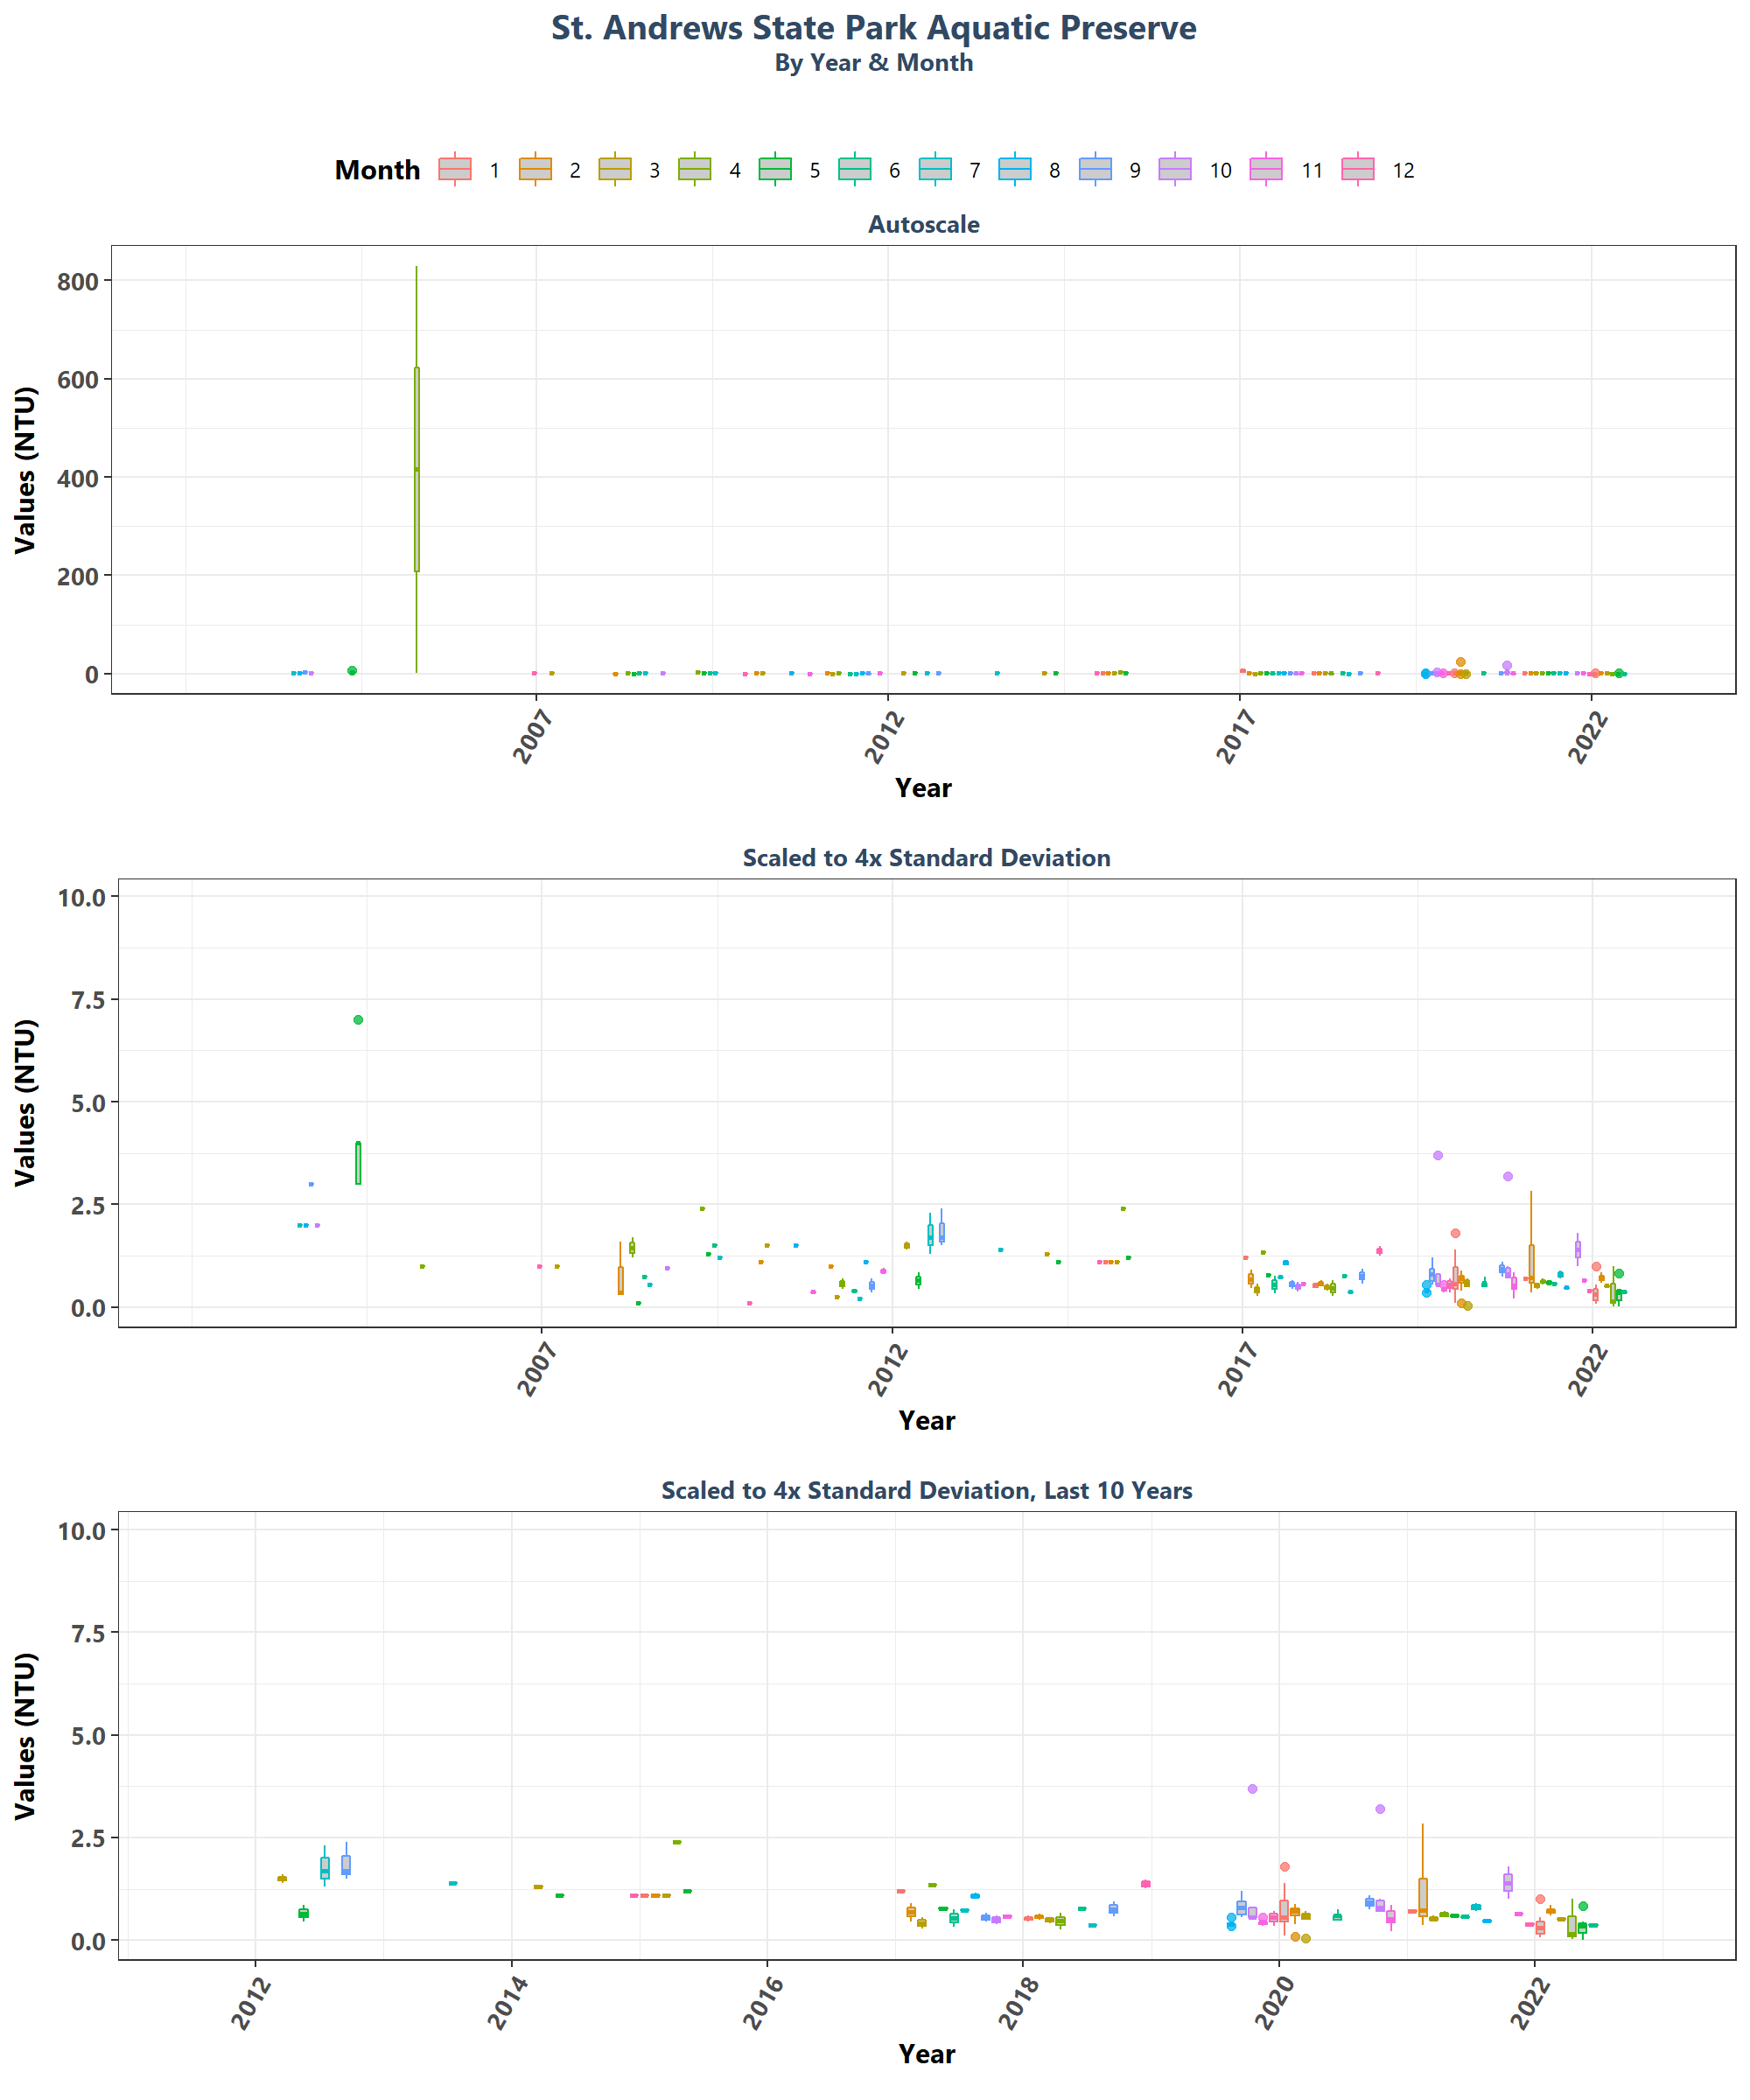 St. Andrews State Park Aquatic Preserve
By Year & Month
Month 1 2 3 4 5 6 7 8 9 10 11 12
Autoscale
Values (NTU)
800
600
400
200
0
2007 2012 2017 2022
Year
Scaled to 4x Standard Deviation
Values (NTU)
10.0
7.5
5.0
2.5
0.0
2007 2012 2017 2022
Year
Scaled to 4x Standard Deviation, Last 10 Years
Values (NTU)
10.0
7.5
5.0
2.5
0.0
2012 2014 2016 2018 2020 2022
Year